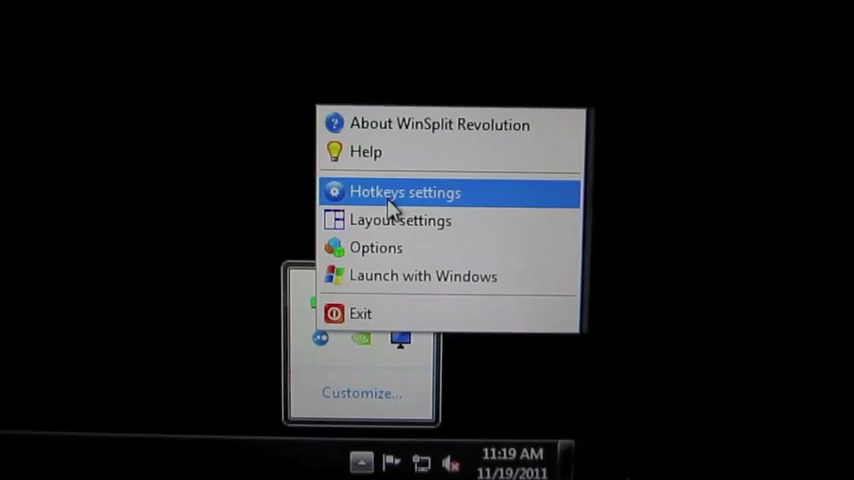 About WinSplit Revolution
Help
Hotkeys settings
Layout settings
Options
Launch with Windows
Exit
Customize...
11:19 AM
11/19/2011